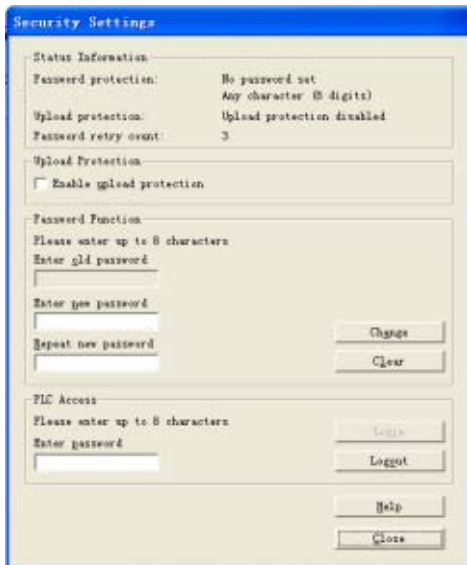 Security Settings
Status Information
Password protection: No password set
Any character (8 digits)
Upload protection: Upload protection disabled
Password retry count: 3
Upload Protection
Enable upload protection
Password Function
Please enter up to 8 characters
Enter old password
Enter new password
Repeat new password
Change
Clear
PLC Access
Please enter up to 8 characters
Enter password
Login
Logout
Help
Close